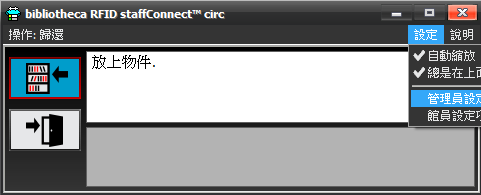 bibliotheca RFID staffConnect™ circ
操作: 歸還
設定 說明
放上物件.
自動縮放
總是在上面
管理員設定
館員設定